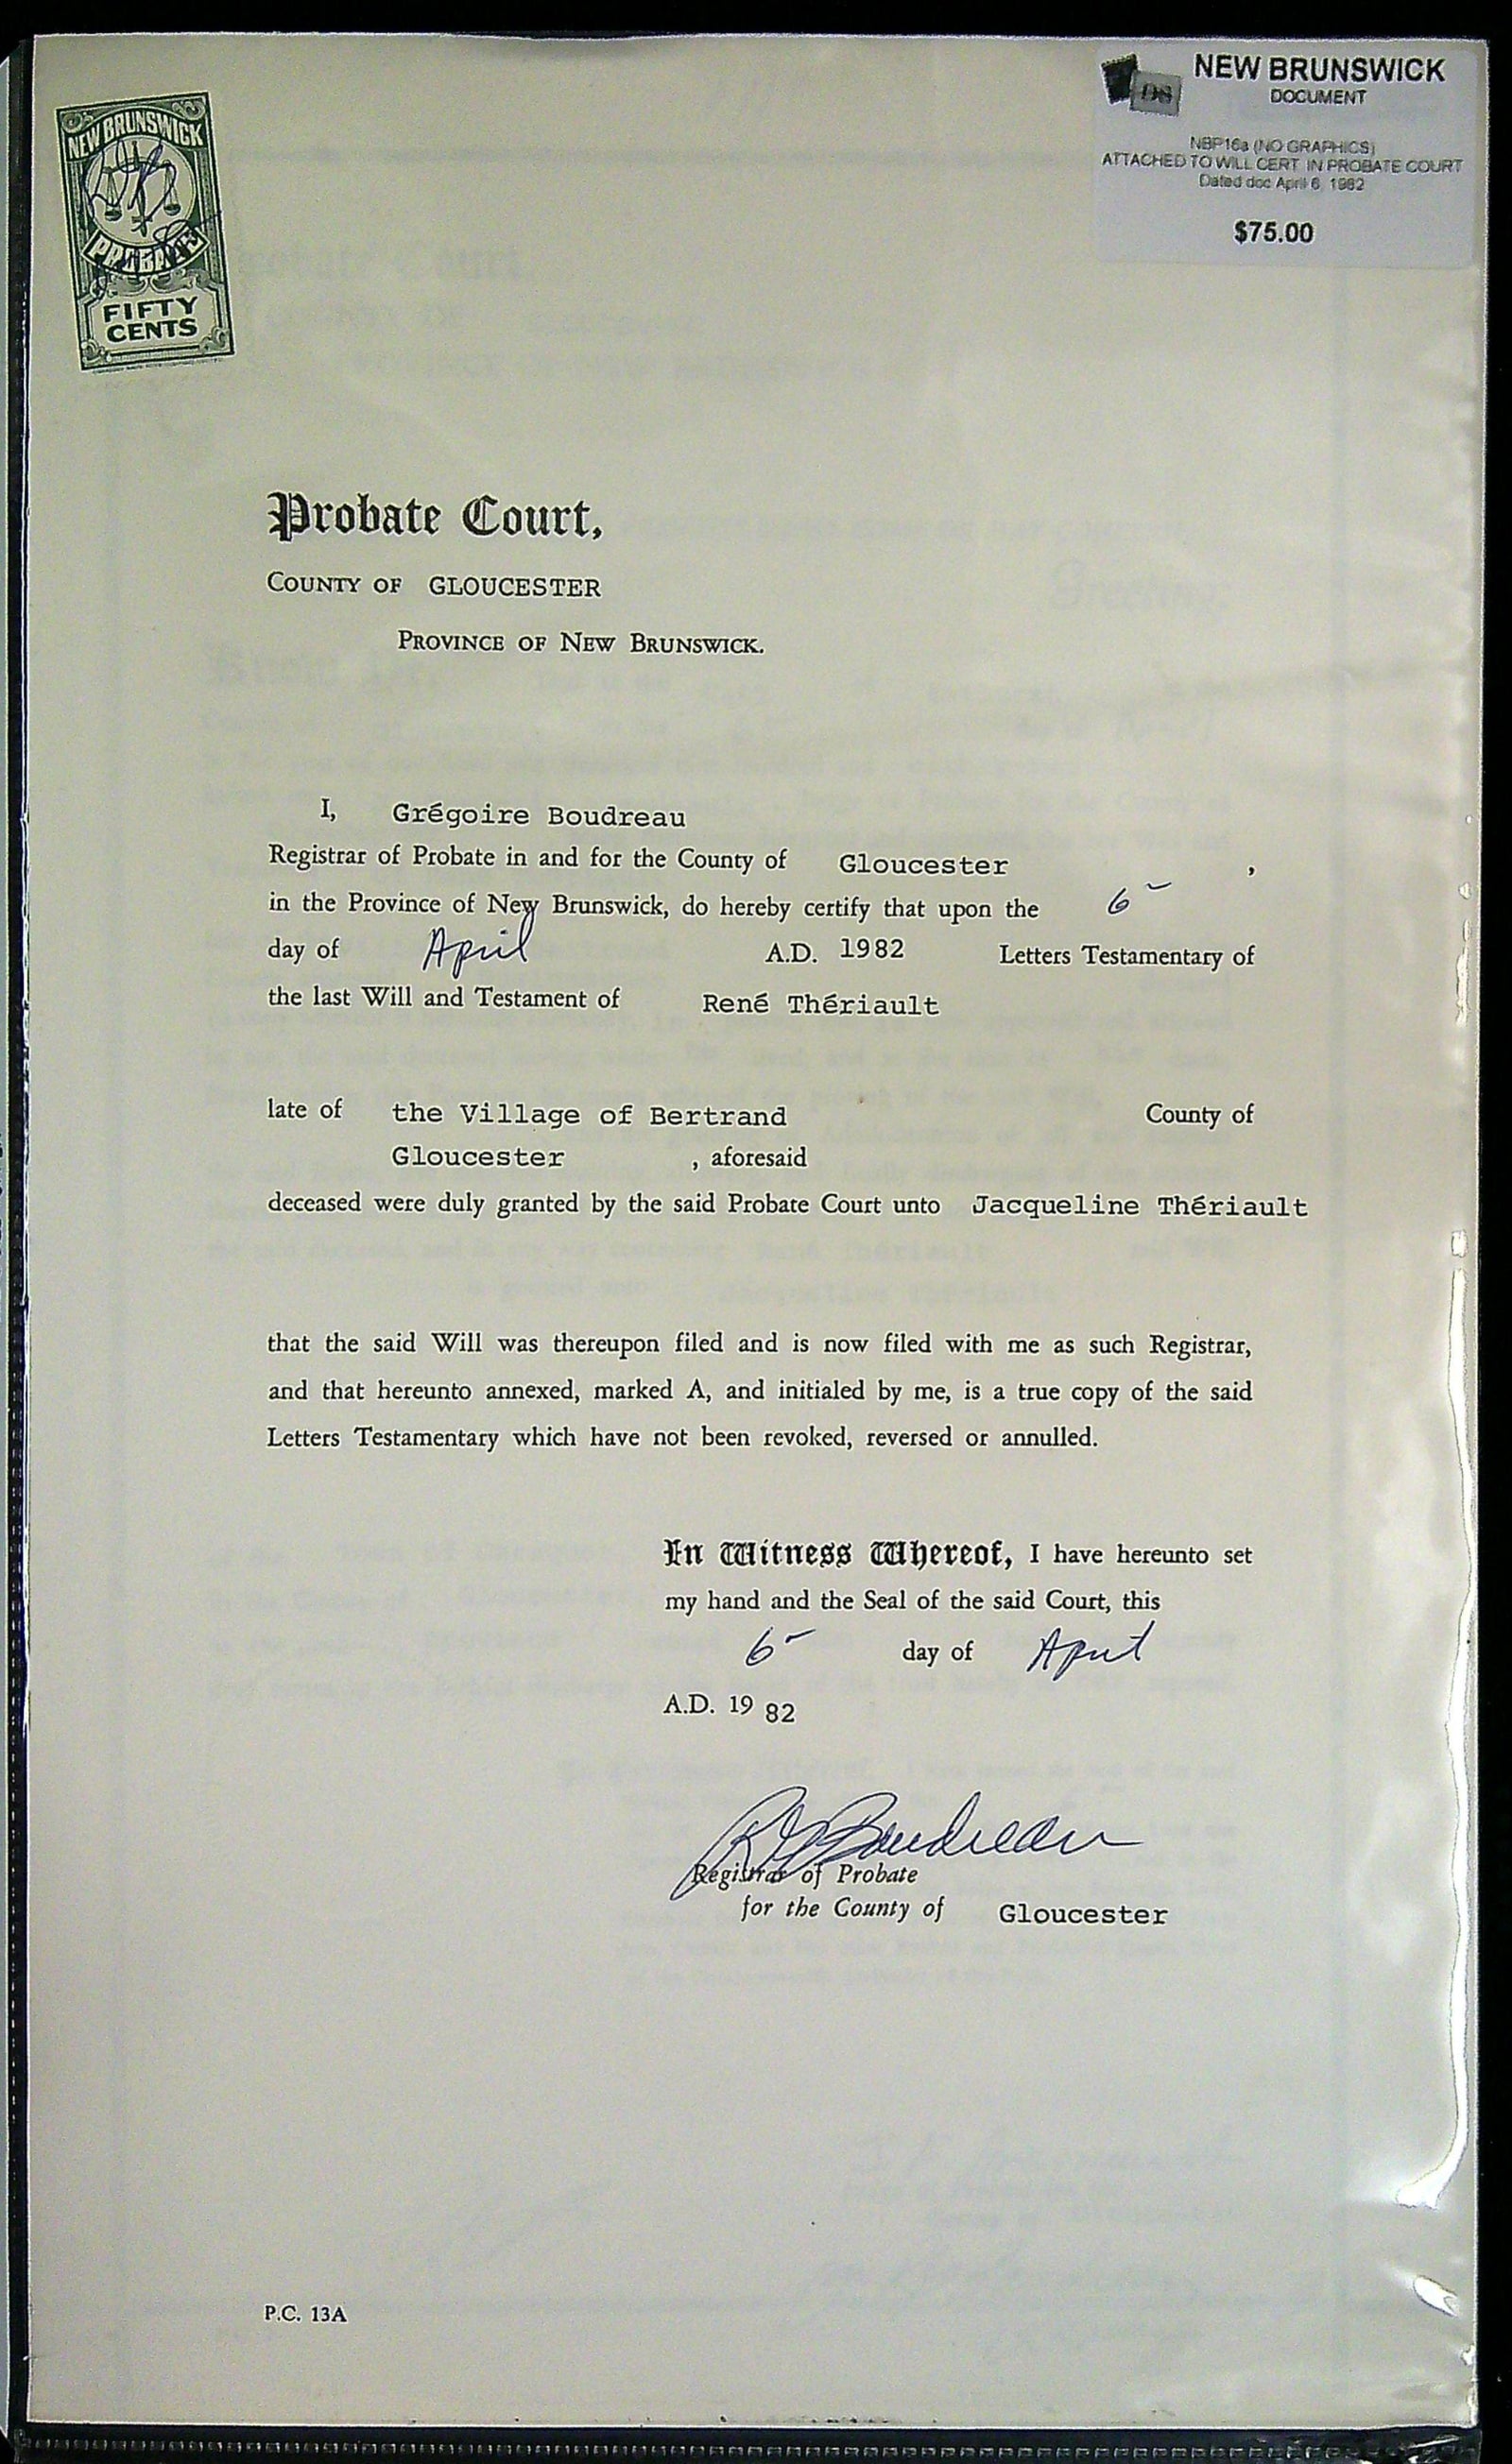 NEW BRUNSWICK
PROBATE
FIFTY
CENTS
NEW BRUNSWICK
DOCUMENT
NBP16a (NO GRAPHICS)
ATTACHED TO WILL CERT IN PROBATE COURT
Dated doc April 6, 1982
$75.00
Probate Court,
COUNTY OF GLOUCESTER
PROVINCE OF NEW BRUNSWICK.
I, Grégoire Boudreau
Registrar of Probate in and for the County of Gloucester ,
in the Province of New Brunswick, do hereby certify that upon the 6
day of April A.D. 1982 Letters Testamentary of
the last Will and Testament of René Thériault
late of the Village of Bertrand County of
Gloucester , aforesaid
deceased were duly granted by the said Probate Court unto Jacqueline Thériault
that the said Will was thereupon filed and is now filed with me as such Registrar,
and that hereunto annexed, marked A, and initialed by me, is a true copy of the said
Letters Testamentary which have not been revoked, reversed or annulled.
In Witness Whereof, I have hereunto set
my hand and the Seal of the said Court, this
6 day of April
A.D. 19 82
Boudreau
Registrar of Probate
for the County of Gloucester
P.C. 13A